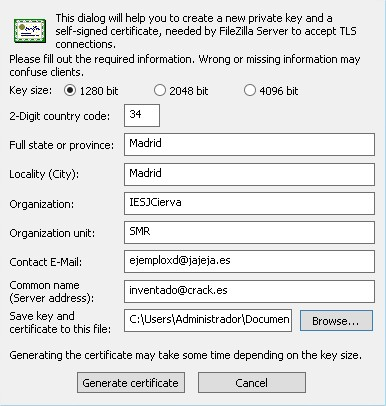 This dialog will help you to create a new private key and a
self-signed certificate, needed by FileZilla Server to accept TLS
connections.
Please fill out the required information. Wrong or missing information may
confuse clients.
Key size: 1280 bit 2048 bit 4096 bit
2-Digit country code: 34
Full state or province: Madrid
Locality (City): Madrid
Organization: IESJCierva
Organization unit: SMR
Contact E-Mail: ejemploxd@jajeja.es
Common name
(Server address): inventado@crack.es
Save key and
certificate to this file: C:\Users\Administrador\Documen Browse...
Generating the certificate may take some time depending on the key size.
Generate certificate Cancel